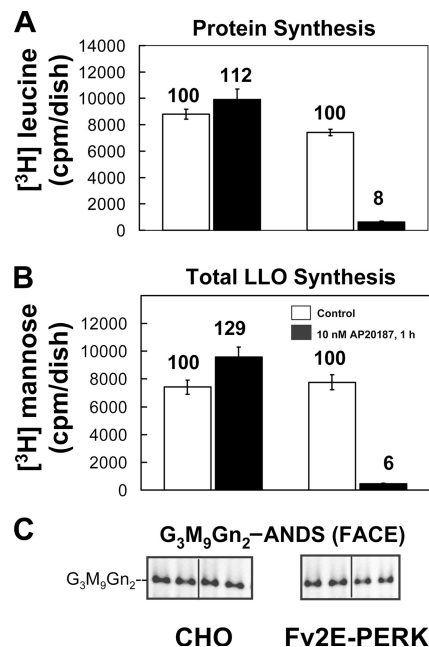 A
Protein Synthesis
[³H] leucine
(cpm/dish)
14000
12000
10000
8000
6000
4000
2000
0
100
112
100
8
B
Total LLO Synthesis
[³H] mannose
(cpm/dish)
12000
10000
8000
6000
4000
2000
0
Control
10 nM AP20187, 1 h
100
129
100
6
C
G₃M₉Gn₂–ANDS (FACE)
G₃M₉Gn₂--
CHO
Fv2E-PERK